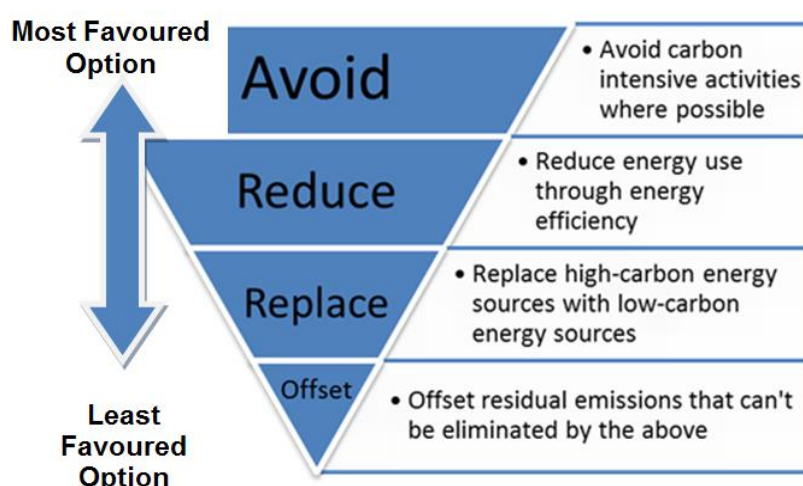 Most Favoured
Option
Avoid
• Avoid carbon
intensive activities
where possible
Reduce
• Reduce energy use
through energy
efficiency
Replace
• Replace high-carbon energy
sources with low-carbon
energy sources
Offset
• Offset residual emissions that can't
be eliminated by the above
Least
Favoured
Option